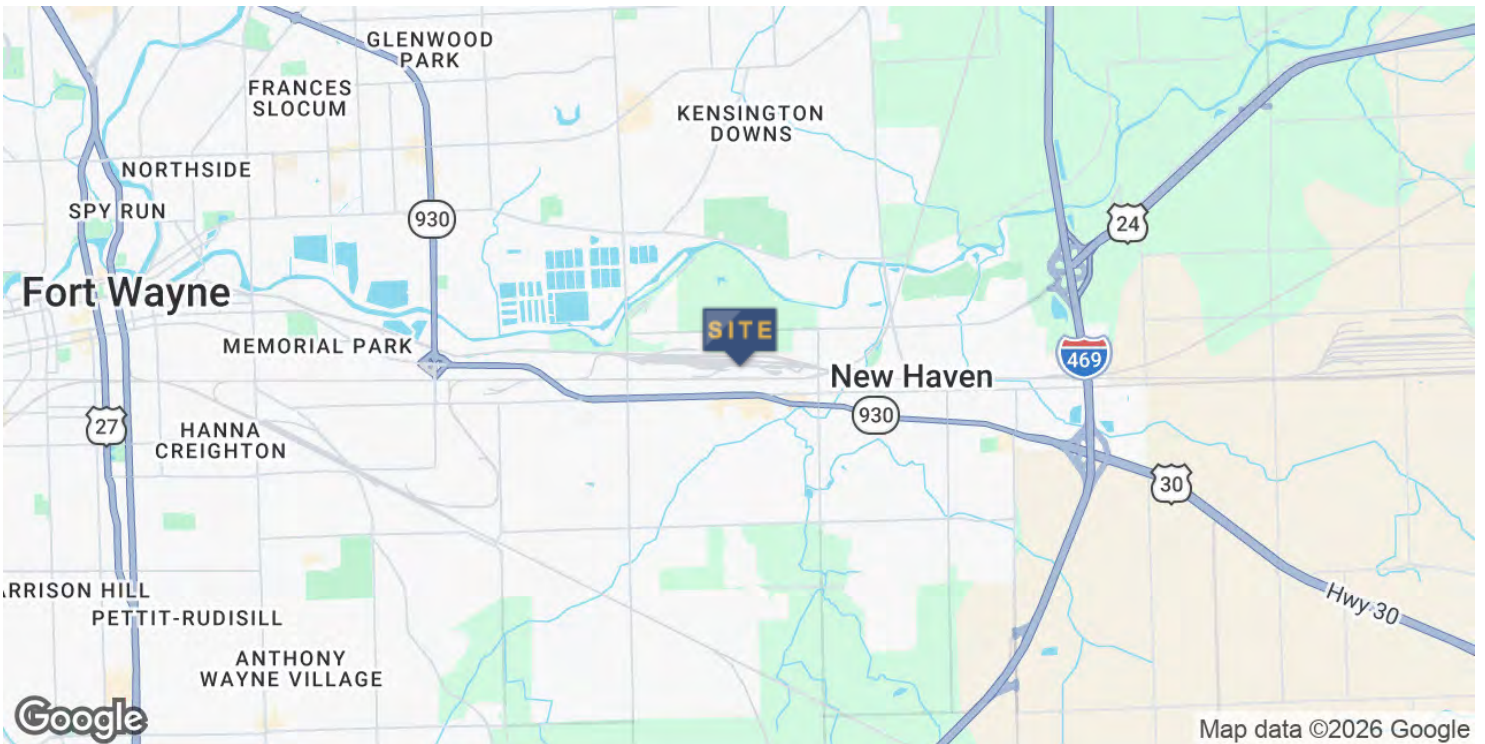 GLENWOOD
PARK
FRANCES
SLOCUM
KENSINGTON
DOWNS
NORTHSIDE
SPY RUN
930
24
Fort Wayne
SITE
MEMORIAL PARK
469
New Haven
930
27
HANNA
CREIGHTON
30
ARRISON HILL
Hwy 30
PETTIT-RUDISILL
ANTHONY
WAYNE VILLAGE
Google
Map data ©2026 Google